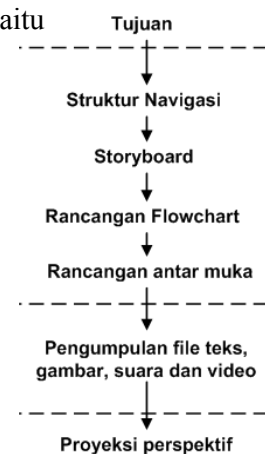 aitu
Tujuan
Struktur Navigasi
Storyboard
Rancangan Flowchart
Rancangan antar muka
Pengumpulan file teks,
gambar, suara dan video
Proyeksi perspektif